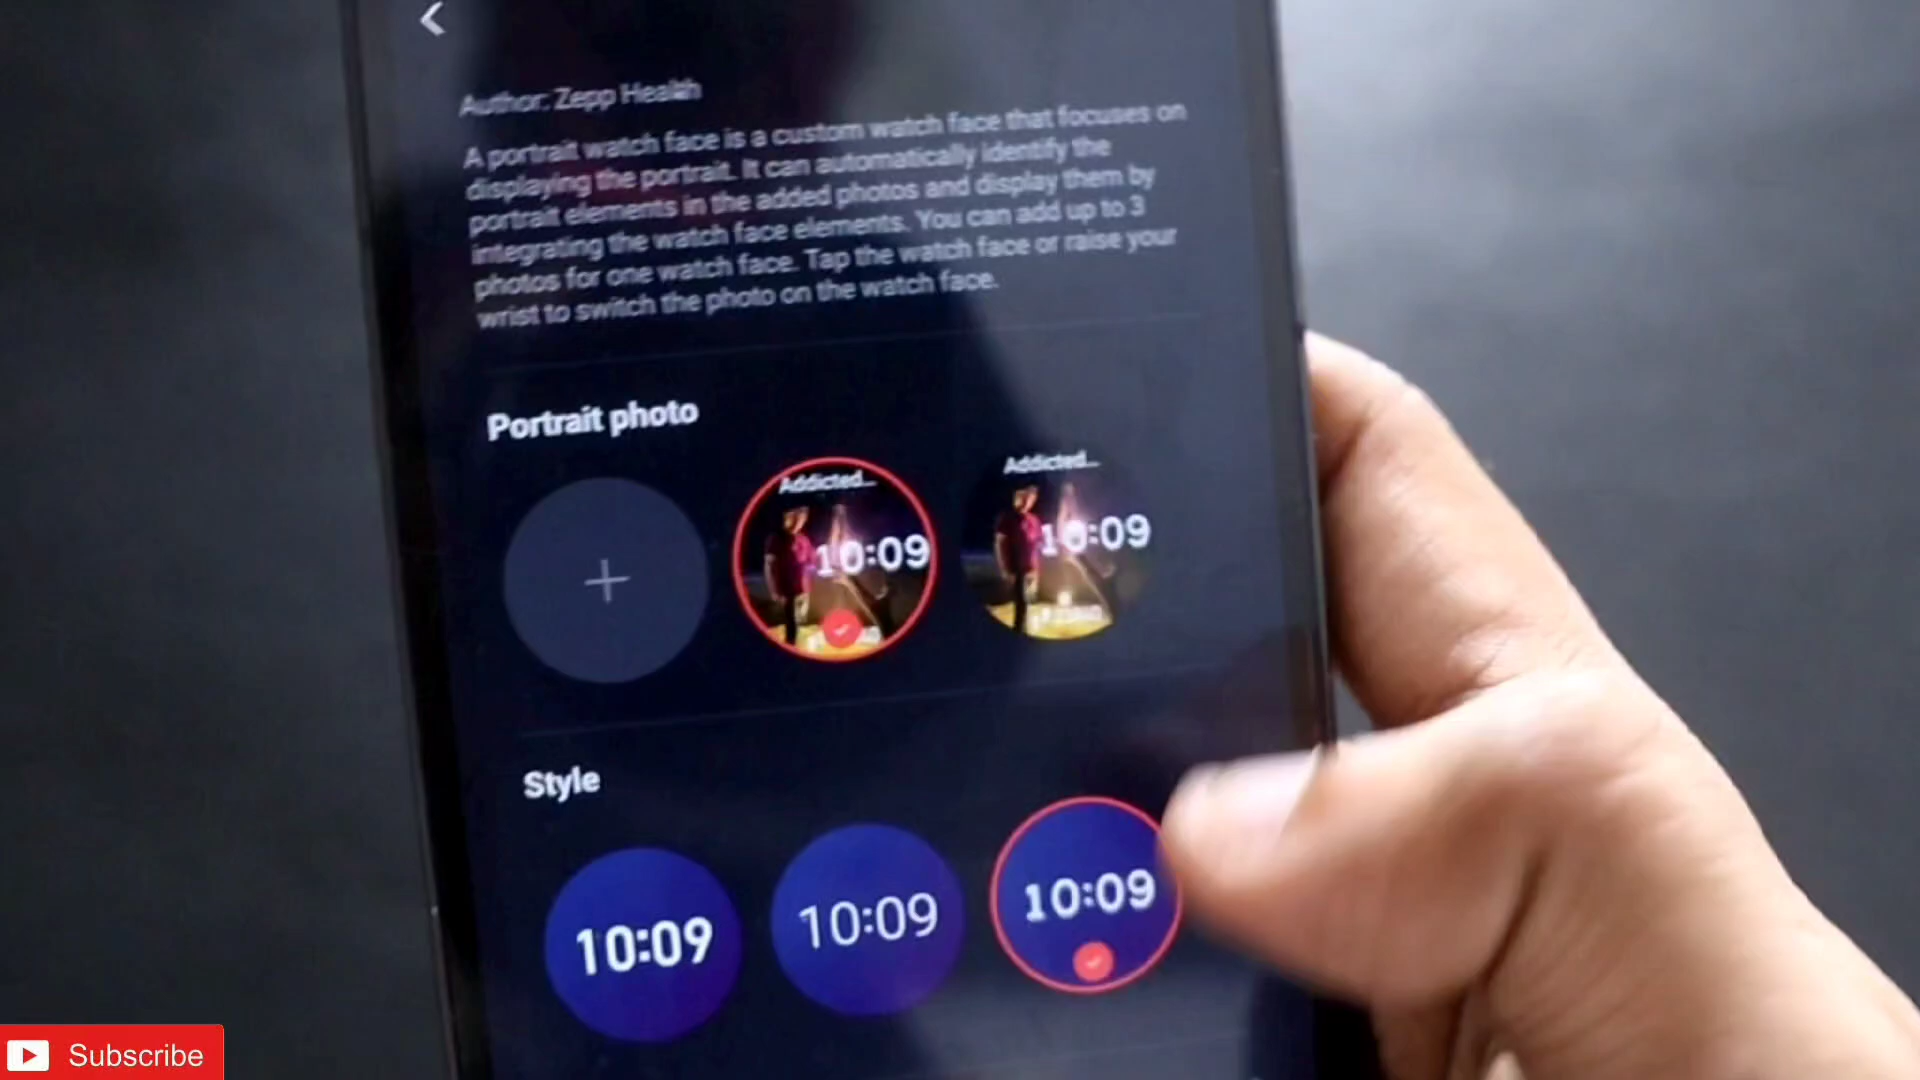 Author: Zepp Health
A portrait watch face is a custom watch face that focuses on
displaying the portrait. It can automatically identify the
portrait elements in the added photos and display them by
integrating the watch face elements. You can add up to 3
photos for one watch face. Tap the watch face or raise your
wrist to switch the photo on the watch face.
Portrait photo
Addicted...
Addicted...
10:09
10:09
Style
10:09
10:09
10:09
Subscribe